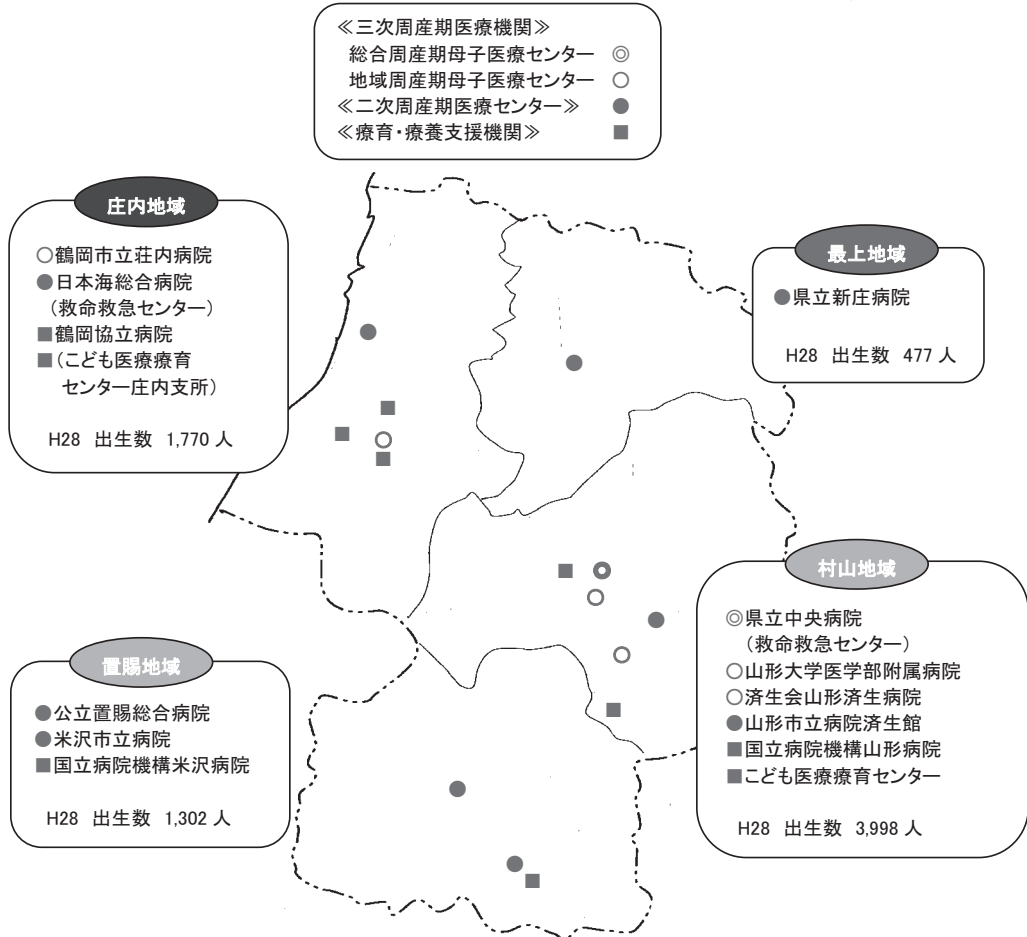 ≪三次周産期医療機関≫
総合周産期母子医療センター ◎
地域周産期母子医療センター ○
≪二次周産期医療センター≫ ●
≪療育・療養支援機関≫ ■
庄内地域
○鶴岡市立荘内病院
●日本海総合病院
(救命救急センター)
■鶴岡協立病院
■(こども医療療育
センター庄内支所)
H28 出生数 1,770 人
最上地域
●県立新庄病院
H28 出生数 477 人
村山地域
◎県立中央病院
(救命救急センター)
○山形大学医学部附属病院
○済生会山形済生病院
●山形市立病院済生館
■国立病院機構山形病院
■こども医療療育センター
H28 出生数 3,998 人
置賜地域
●公立置賜総合病院
●米沢市立病院
■国立病院機構米沢病院
H28 出生数 1,302 人